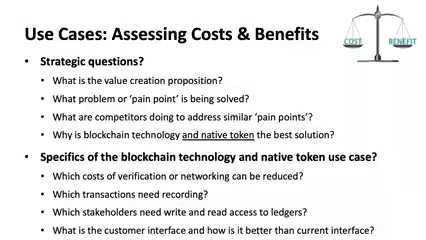 Use Cases: Assessing Costs & Benefits
COST BENEFIT
• Strategic questions?
• What is the value creation proposition?
• What problem or ‘pain point’ is being solved?
• What are competitors doing to address similar ‘pain points’?
• Why is blockchain technology and native token the best solution?
• Specifics of the blockchain technology and native token use case?
• Which costs of verification or networking can be reduced?
• Which transactions need recording?
• Which stakeholders need write and read access to ledgers?
• What is the customer interface and how is it better than current interface?